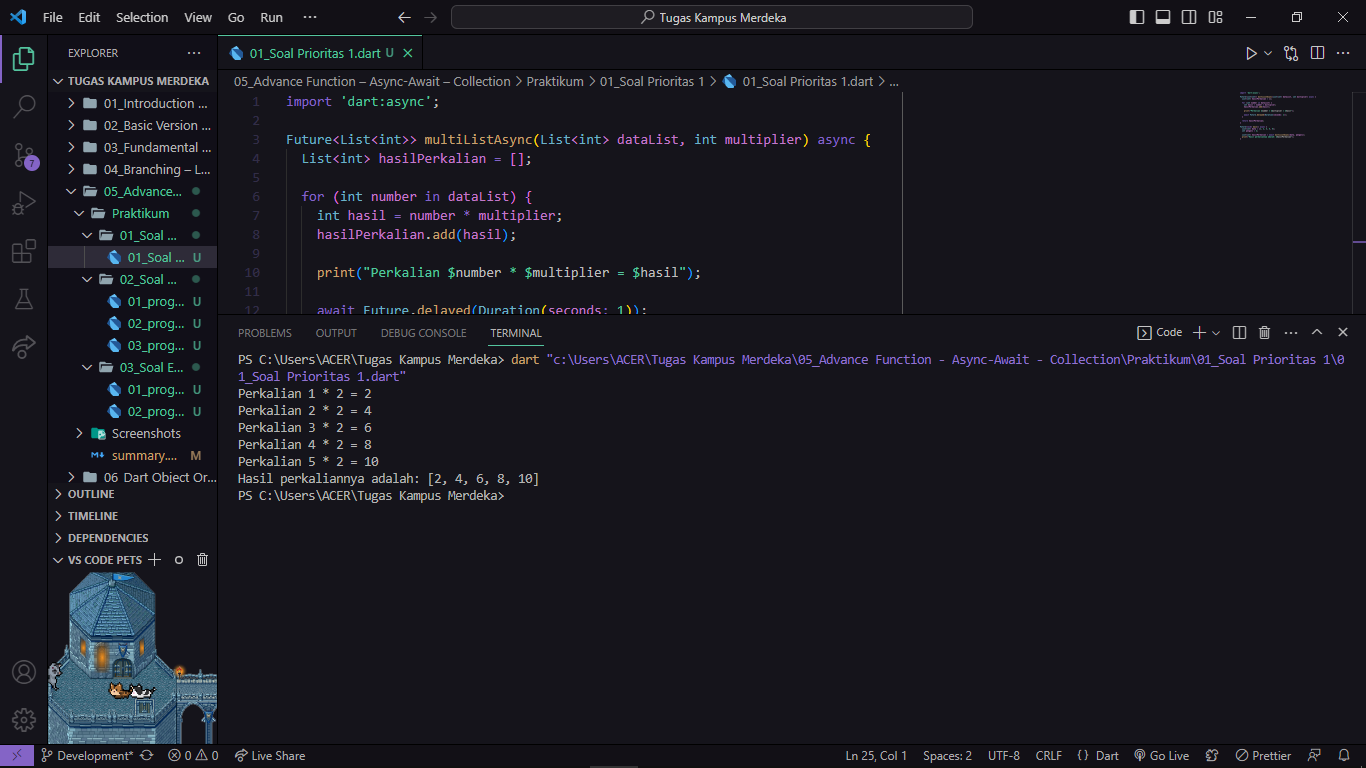 File Edit Selection View Go Run ··· Tugas Kampus Merdeka
EXPLORER ···
TUGAS KAMPUS MERDEKA
01_Introduction ...
02_Basic Version ...
03_Fundamental ...
04_Branching – L...
05_Advance...
Praktikum
01_Soal ...
01_Soal ... U
02_Soal ...
01_prog... U
02_prog... U
03_prog... U
03_Soal E...
01_prog... U
02_prog... U
Screenshots
summary.... M
06_Dart Object Or...
OUTLINE
TIMELINE
DEPENDENCIES
VS CODE PETS
7
01_Soal Prioritas 1.dart U
05_Advance Function – Async-Await – Collection > Praktikum > 01_Soal Prioritas 1 > 01_Soal Prioritas 1.dart > ...
1 import 'dart:async';
2
3 Future<List<int>> multiListAsync(List<int> dataList, int multiplier) async {
4 List<int> hasilPerkalian = [];
5
6 for (int number in dataList) {
7 int hasil = number * multiplier;
8 hasilPerkalian.add(hasil);
9
10 print("Perkalian $number * $multiplier = $hasil");
11
12 await Future.delayed(Duration(seconds: 1));
PROBLEMS OUTPUT DEBUG CONSOLE TERMINAL Code
PS C:\Users\ACER\Tugas Kampus Merdeka> dart "c:\Users\ACER\Tugas Kampus Merdeka\05_Advance Function - Async-Await - Collection\Praktikum\01_Soal Prioritas 1\0
1_Soal Prioritas 1.dart"
Perkalian 1 * 2 = 2
Perkalian 2 * 2 = 4
Perkalian 3 * 2 = 6
Perkalian 4 * 2 = 8
Perkalian 5 * 2 = 10
Hasil perkaliannya adalah: [2, 4, 6, 8, 10]
PS C:\Users\ACER\Tugas Kampus Merdeka>
Development* 0 0 Live Share Ln 25, Col 1 Spaces: 2 UTF-8 CRLF { } Dart Go Live Prettier